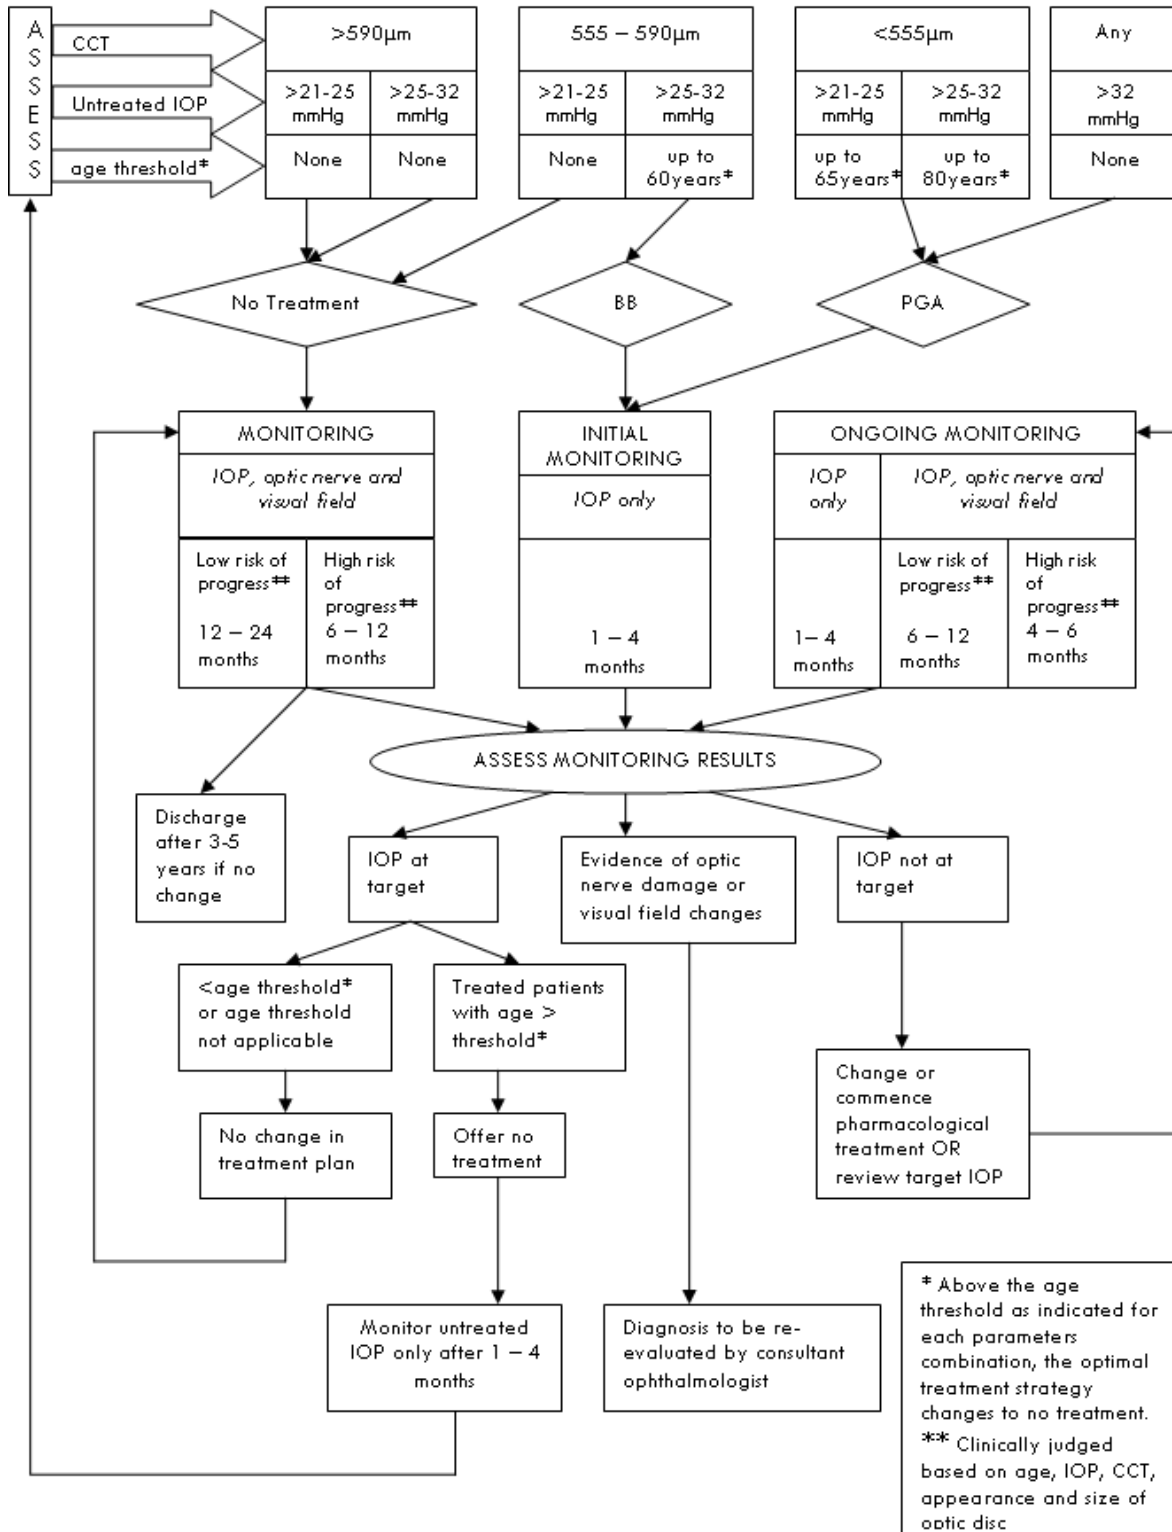 A
S
S
E
S
S
CCT
Untreated IOP
age threshold*
>590µm
>21-25
mmHg
>25-32
mmHg
None
None
555 – 590µm
>21-25
mmHg
>25-32
mmHg
None
up to
60years*
<555µm
>21-25
mmHg
>25-32
mmHg
up to
65years*
up to
80years*
Any
>32
mmHg
None
No Treatment
BB
PGA
MONITORING
IOP, optic nerve and
visual field
Low risk of
progress**
12 – 24
months
High risk
of
progress**
6 – 12
months
INITIAL
MONITORING
IOP only
1 – 4
months
ONGOING MONITORING
IOP
only
IOP, optic nerve and
visual field
1– 4
months
Low risk of
progress**
6 – 12
months
High risk
of
progress**
4 – 6
months
ASSESS MONITORING RESULTS
Discharge
after 3-5
years if no
change
IOP at
target
Evidence of optic
nerve damage or
visual field changes
IOP not at
target
<age threshold*
or age threshold
not applicable
Treated patients
with age >
threshold*
Change or
commence
pharmacological
treatment OR
review target IOP
No change in
treatment plan
Offer no
treatment
Monitor untreated
IOP only after 1 – 4
months
Diagnosis to be re-
evaluated by consultant
ophthalmologist
* Above the age
threshold as indicated for
each parameters
combination, the optimal
treatment strategy
changes to no treatment.
** Clinically judged
based on age, IOP, CCT,
appearance and size of
optic disc